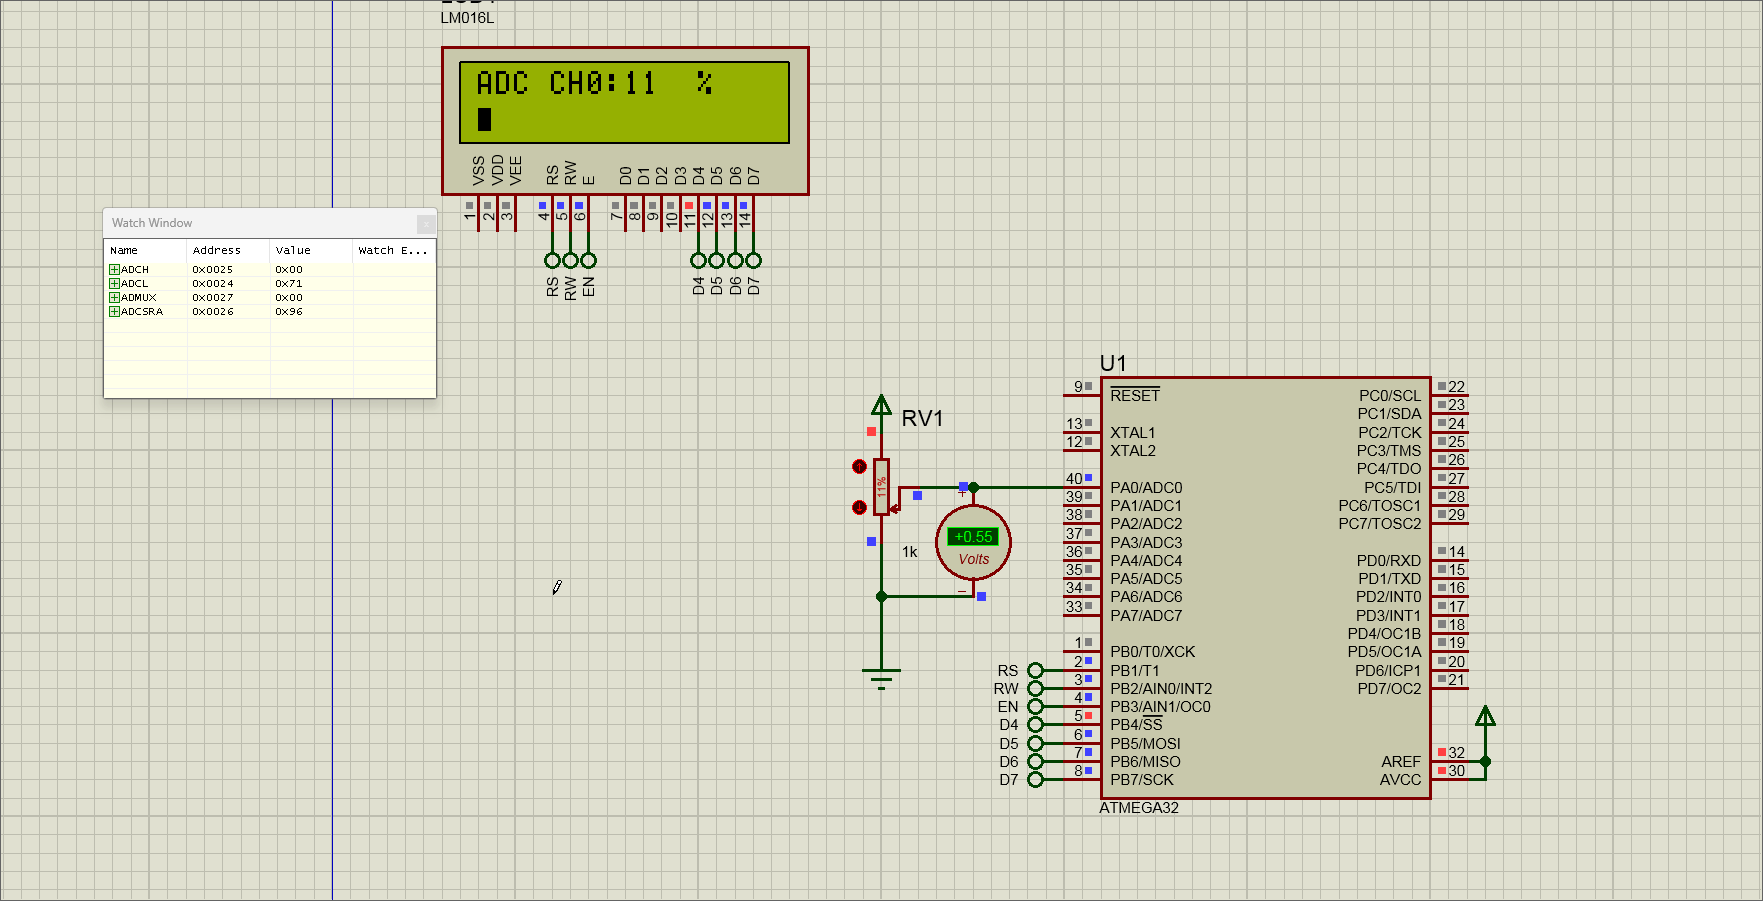 LM016L
ADC CH0:11 %
VSS
VDD
VEE
RS
RW
E
D0
D1
D2
D3
D4
D5
D6
D7
1
2
3
4
5
6
7
8
9
10
11
12
13
14
RS
RW
EN
D4
D5
D6
D7
Watch Window
x
Name Address Value Watch E...
ADCH 0x0025 0x00
ADCL 0x0024 0x71
ADMUX 0x0027 0x00
ADCSRA 0x0026 0x96
RV1
11%
1k
+0.55
Volts
+
−
U1
9 RESET
13 XTAL1
12 XTAL2
40 PA0/ADC0
39 PA1/ADC1
38 PA2/ADC2
37 PA3/ADC3
36 PA4/ADC4
35 PA5/ADC5
34 PA6/ADC6
33 PA7/ADC7
1 PB0/T0/XCK
RS 2 PB1/T1
RW 3 PB2/AIN0/INT2
EN 4 PB3/AIN1/OC0
D4 5 PB4/SS
D5 6 PB5/MOSI
D6 7 PB6/MISO
D7 8 PB7/SCK
PC0/SCL 22
PC1/SDA 23
PC2/TCK 24
PC3/TMS 25
PC4/TDO 26
PC5/TDI 27
PC6/TOSC1 28
PC7/TOSC2 29
PD0/RXD 14
PD1/TXD 15
PD2/INT0 16
PD3/INT1 17
PD4/OC1B 18
PD5/OC1A 19
PD6/ICP1 20
PD7/OC2 21
AREF 32
AVCC 30
ATMEGA32